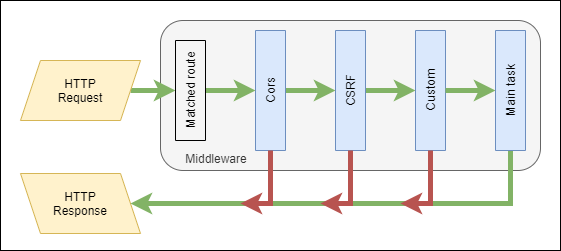 HTTP
Request
Matched route
Cors
CSRF
Custom
Main task
Middleware
HTTP
Response